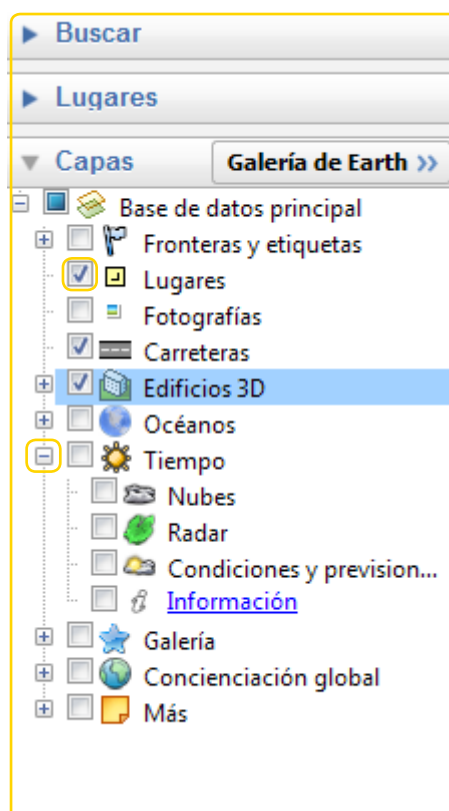 Buscar
Lugares
Capas Galería de Earth »
Base de datos principal
Fronteras y etiquetas
Lugares
Fotografías
Carreteras
Edificios 3D
Océanos
Tiempo
Nubes
Radar
Condiciones y prevision...
Información
Galería
Concienciación global
Más